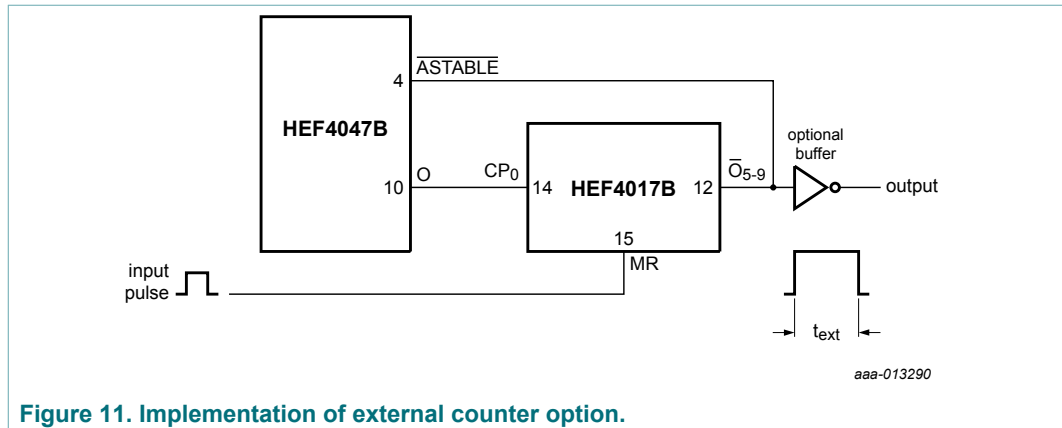 4
ASTABLE
HEF4047B
10
O
CP0
14
HEF4017B
12
O5-9
optional
buffer
output
15
MR
input
pulse
text
aaa-013290
Figure 11. Implementation of external counter option.